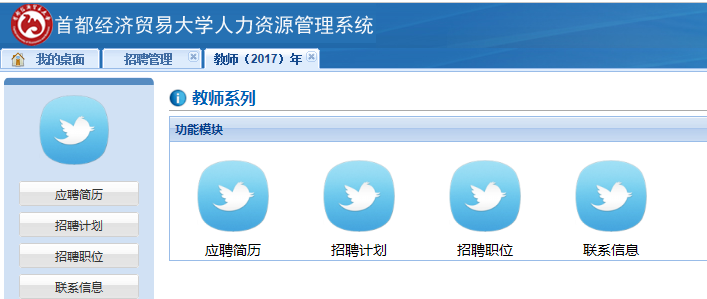 首都经济贸易大学人力资源管理系统
我的桌面 招聘管理 教师（2017）年
教师系列
功能模块
应聘简历 招聘计划 招聘职位 联系信息
应聘简历
招聘计划
招聘职位
联系信息